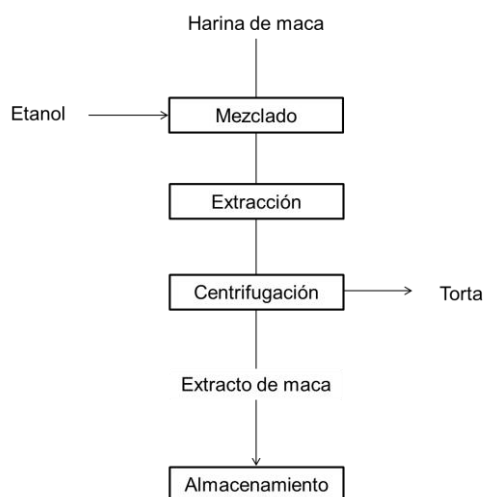 Harina de maca
Etanol
Mezclado
Extracción
Centrifugación
Torta
Extracto de maca
Almacenamiento